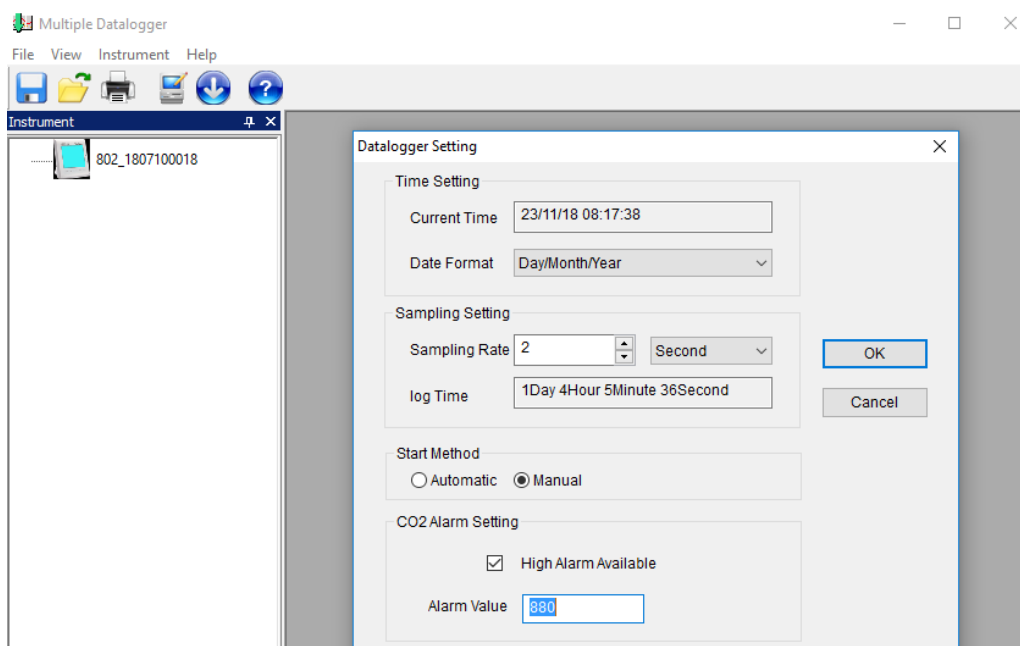 Multiple Datalogger
File View Instrument Help
Instrument
802_1807100018
Datalogger Setting
Time Setting
Current Time 23/11/18 08:17:38
Date Format Day/Month/Year
Sampling Setting
Sampling Rate 2 Second
log Time 1Day 4Hour 5Minute 36Second
OK
Cancel
Start Method
Automatic Manual
CO2 Alarm Setting
High Alarm Available
Alarm Value 880